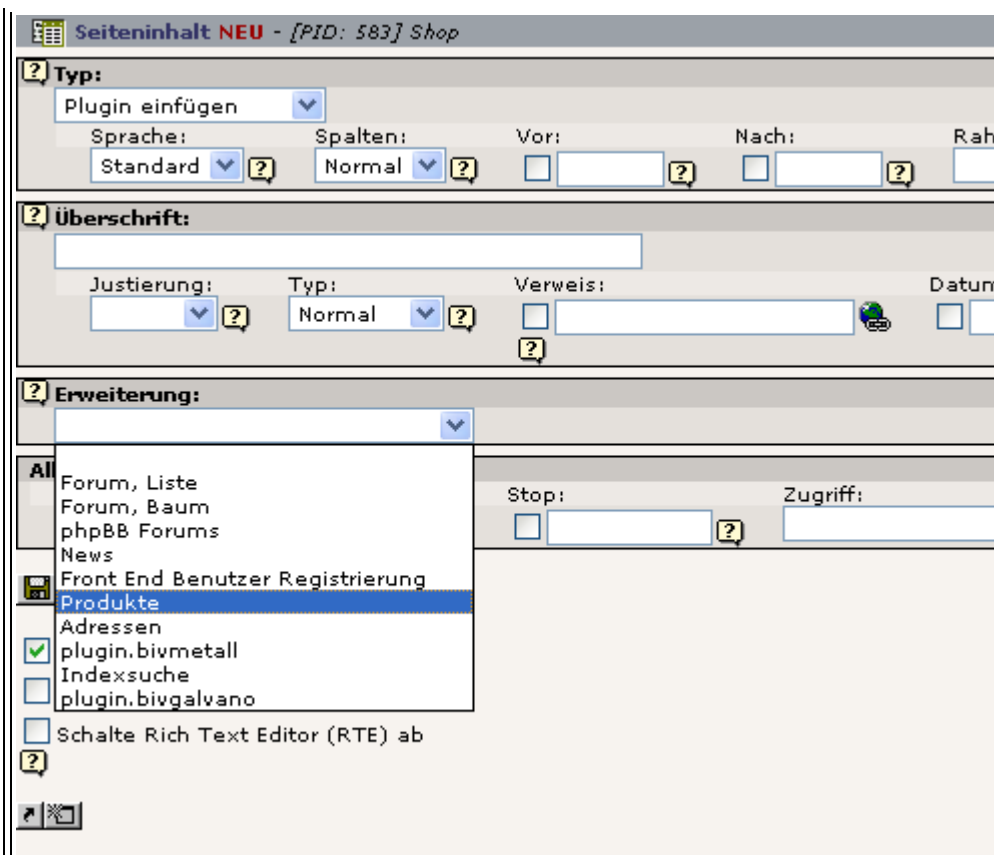 Seiteninhalt NEU - [PID: 583] Shop
Typ:
Plugin einfügen
Sprache: Spalten: Vor: Nach:
Standard Normal
Überschrift:
Justierung: Typ: Verweis: Datum
Normal
Erweiterung:
Forum, Liste
Forum, Baum
phpBB Forums
News
Front End Benutzer Registrierung
Produkte
Adressen
plugin.bivmetall
Indexsuche
plugin.bivgalvano
Stop: Zugriff:
Schalte Rich Text Editor (RTE) ab